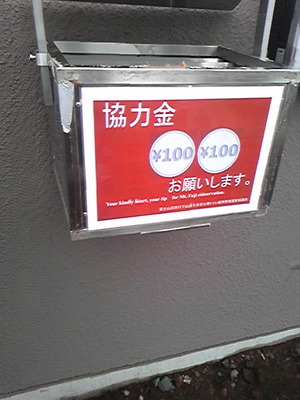 協力金
¥100 ¥100
お願いします。
Your kindly heart, your tip for Mt. Fuji conservation.